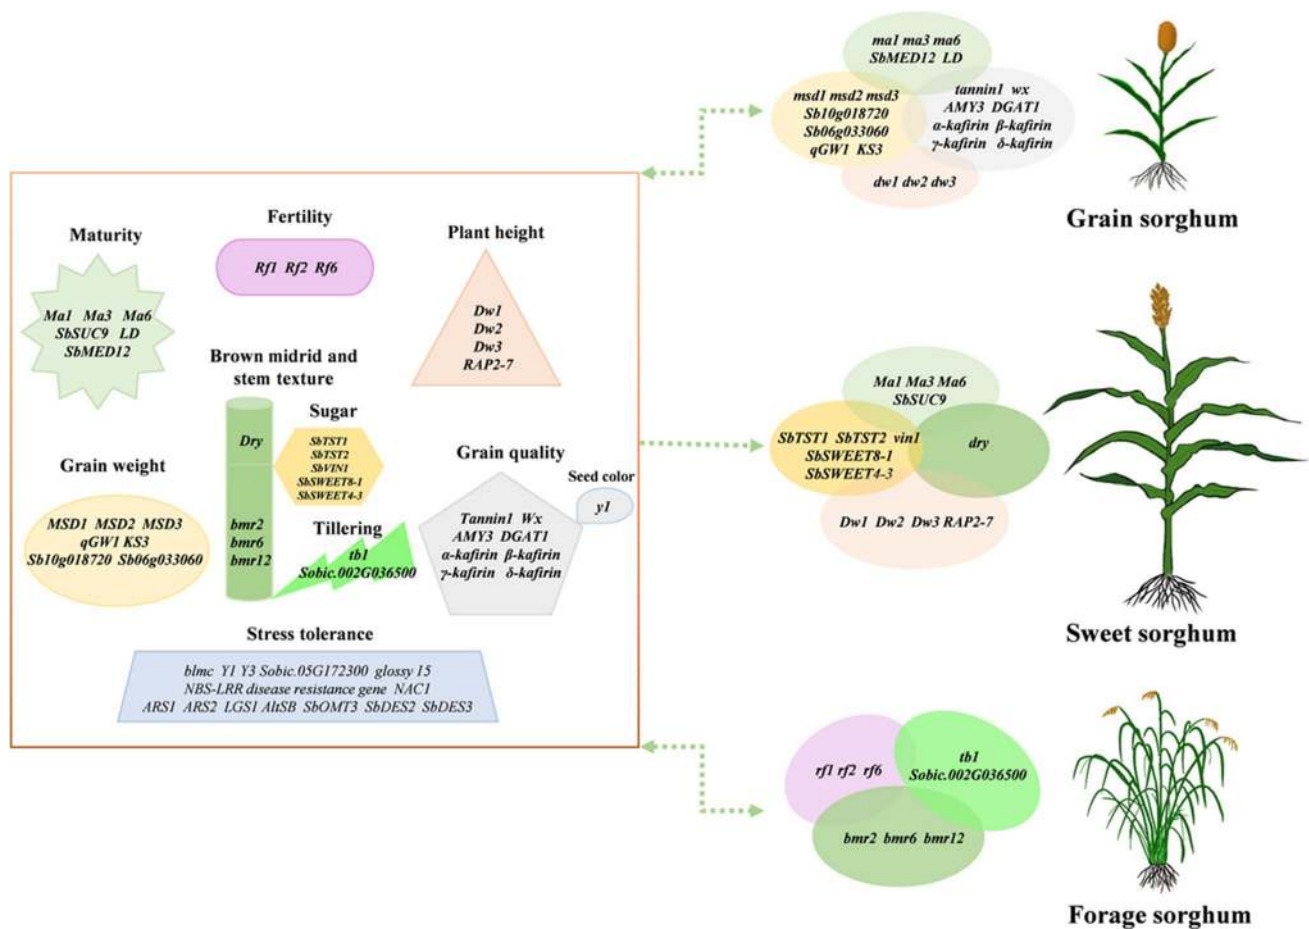 Maturity
Ma1 Ma3 Ma6
SbSUC9 LD
SbMED12
Fertility
Rf1 Rf2 Rf6
Plant height
Dw1
Dw2
Dw3
RAP2-7
Brown midrid and
stem texture
Dry
bmr2
bmr6
bmr12
Sugar
SbTST1
SbTST2
SbVIN1
SbSWEET8-1
SbSWEET4-3
Grain weight
MSD1 MSD2 MSD3
qGW1 KS3
Sb10g018720 Sb06g033060
Tillering
tb1
Sobic.002G036500
Grain quality
Tannin1 Wx
AMY3 DGAT1
α-kafirin β-kafirin
γ-kafirin δ-kafirin
Seed color
y1
Stress tolerance
blmc Y1 Y3 Sobic.05G172300 glossy 15
NBS-LRR disease resistance gene NAC1
ARS1 ARS2 LGS1 AltSB SbOMT3 SbDES2 SbDES3
ma1 ma3 ma6
SbMED12 LD
msd1 msd2 msd3
Sb10g018720
Sb06g033060
qGW1 KS3
tannin1 wx
AMY3 DGAT1
α-kafirin β-kafirin
γ-kafirin δ-kafirin
dw1 dw2 dw3
Grain sorghum
Ma1 Ma3 Ma6
SbSUC9
SbTST1 SbTST2 vin1
SbSWEET8-1
SbSWEET4-3
dry
Dw1 Dw2 Dw3 RAP2-7
Sweet sorghum
rf1 rf2 rf6
tb1
Sobic.002G036500
bmr2 bmr6 bmr12
Forage sorghum